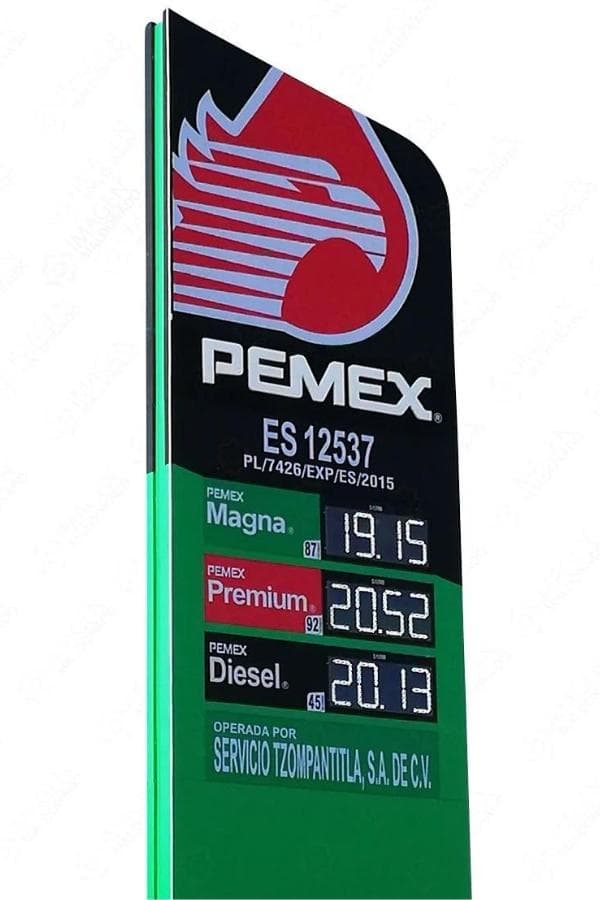 PEMEX®
ES 12537
PL/7426/EXP/ES/2015
PEMEX
Magna®
87
19.15
PEMEX
Premium®
92
20.52
PEMEX
Diesel®
45
20.13
OPERADA POR
SERVICIO TZOMPANTITLA, S.A. DE C.V.